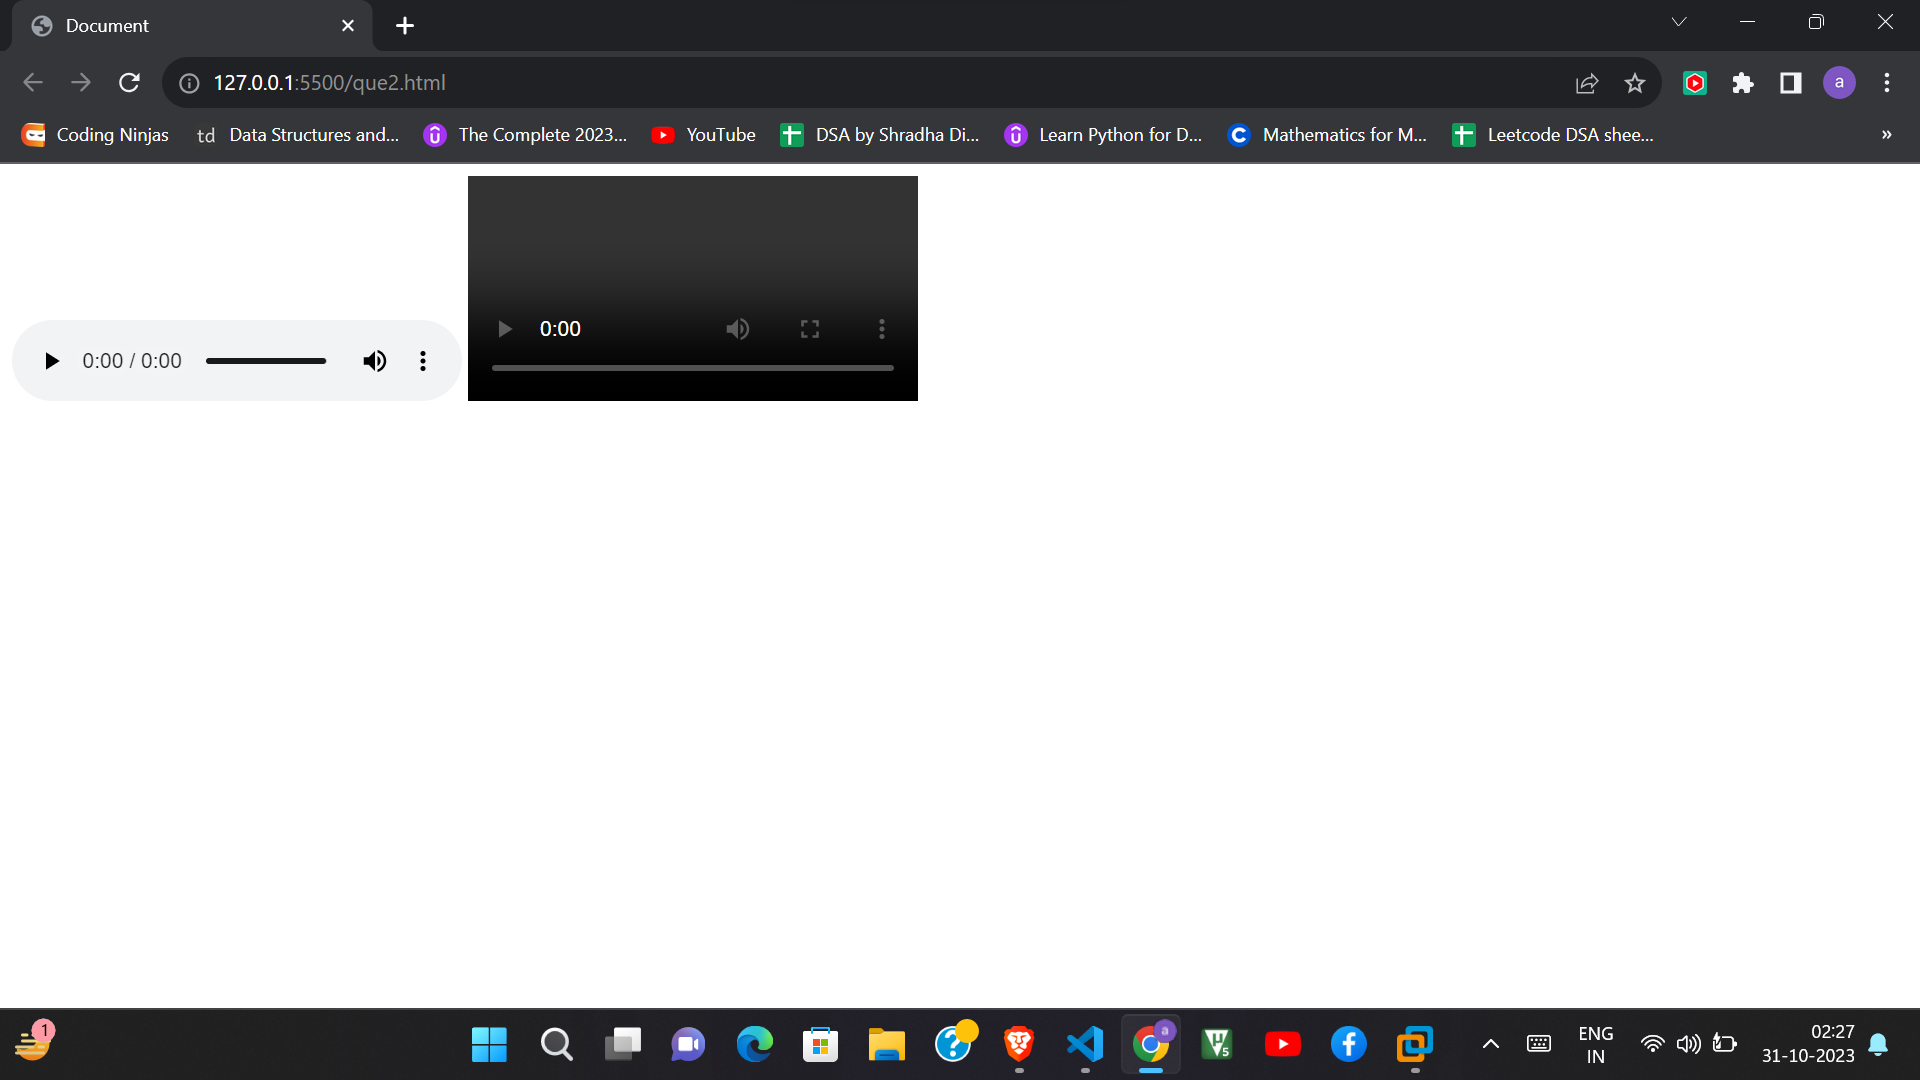 Document
127.0.0.1:5500/que2.html
a
Coding Ninjas
td Data Structures and...
The Complete 2023...
YouTube
DSA by Shradha Di...
Learn Python for D...
C Mathematics for M...
Leetcode DSA shee...
»
0:00 / 0:00
0:00
1
a
5
ENG
IN
02:27
31-10-2023